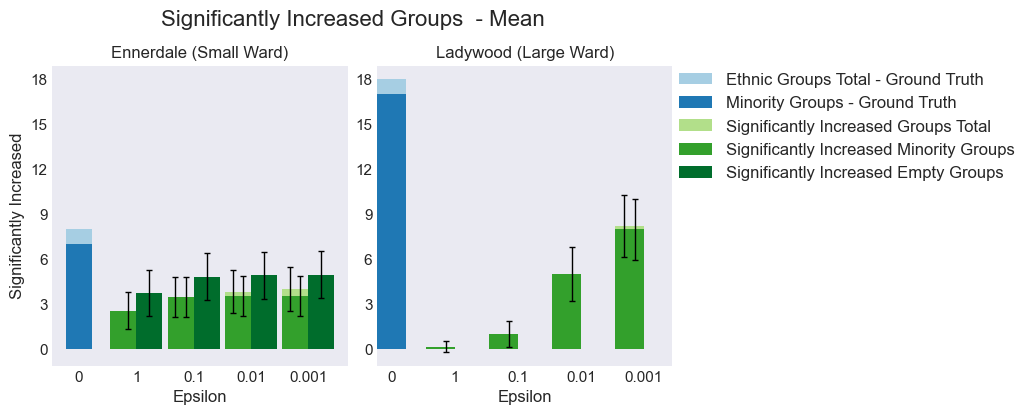 Significantly Increased Groups  - Mean
Ennerdale (Small Ward)
Ladywood (Large Ward)
Significantly Increased
18
15
12
9
6
3
0
0
1
0.1
0.01
0.001
Epsilon
18
15
12
9
6
3
0
0
1
0.1
0.01
0.001
Epsilon
Ethnic Groups Total - Ground Truth
Minority Groups - Ground Truth
Significantly Increased Groups Total
Significantly Increased Minority Groups
Significantly Increased Empty Groups